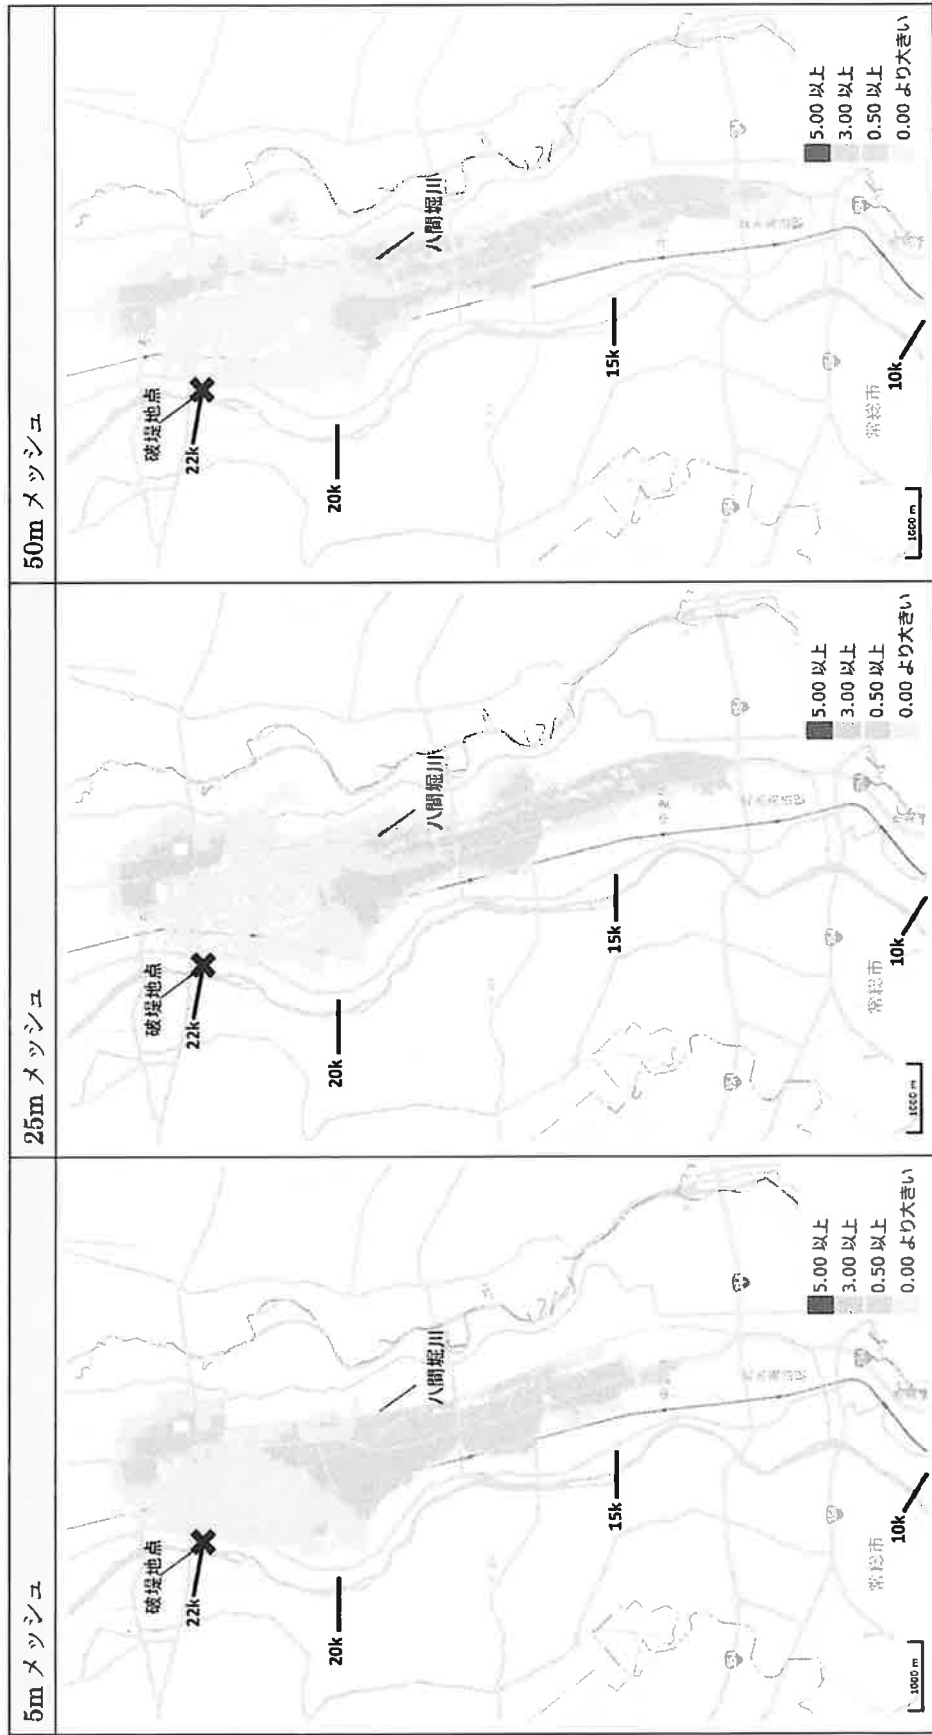 5m メッシュ
破堤地点
22k
20k
八間堀川
15k
10k
常総市
1000 m
5.00 以上
3.00 以上
0.50 以上
0.00 より大きい
25m メッシュ
破堤地点
22k
20k
八間堀川
15k
10k
常総市
1000 m
5.00 以上
3.00 以上
0.50 以上
0.00 より大きい
50m メッシュ
破堤地点
22k
20k
八間堀川
15k
10k
常総市
1000 m
5.00 以上
3.00 以上
0.50 以上
0.00 より大きい